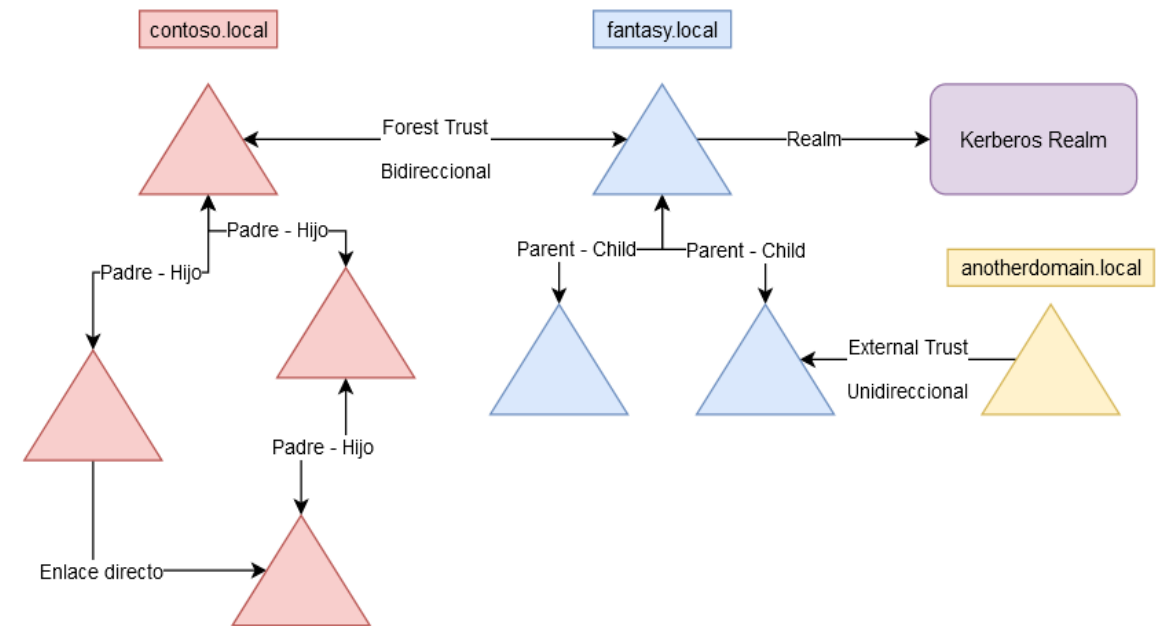 contoso.local
fantasy.local
Forest Trust
Bidireccional
Realm
Kerberos Realm
Padre - Hijo
Padre - Hijo
Parent - Child
Parent - Child
anotherdomain.local
External Trust
Unidireccional
Padre - Hijo
Enlace directo